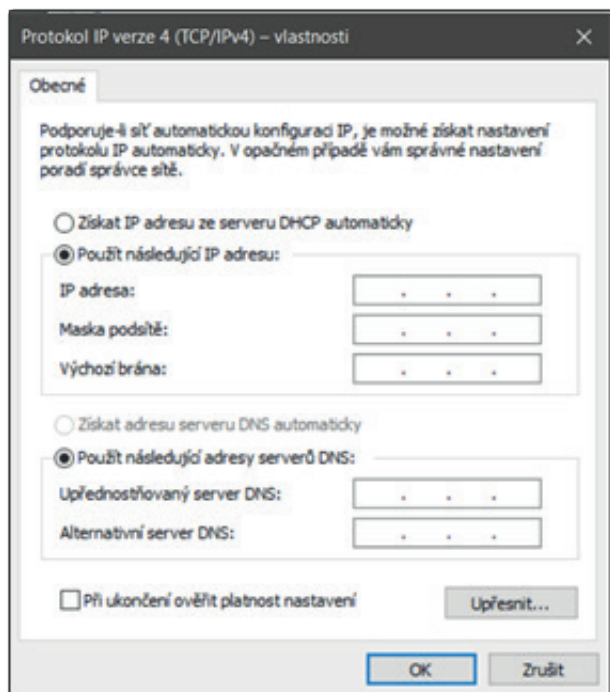 Protokol IP verze 4 (TCP/IPv4) – vlastnosti
Obecné
Podporuje-li síť automatickou konfiguraci IP, je možné získat nastavení
protokolu IP automaticky. V opačném případě vám správné nastavení
poradí správce sítě.
Získat IP adresu ze serveru DHCP automaticky
Použít následující IP adresu:
IP adresa:
Maska podsítě:
Výchozí brána:
Získat adresu serveru DNS automaticky
Použít následující adresy serverů DNS:
Upřednostňovaný server DNS:
Alternativní server DNS:
Při ukončení ověřit platnost nastavení
Upřesnit...
OK
Zrušit